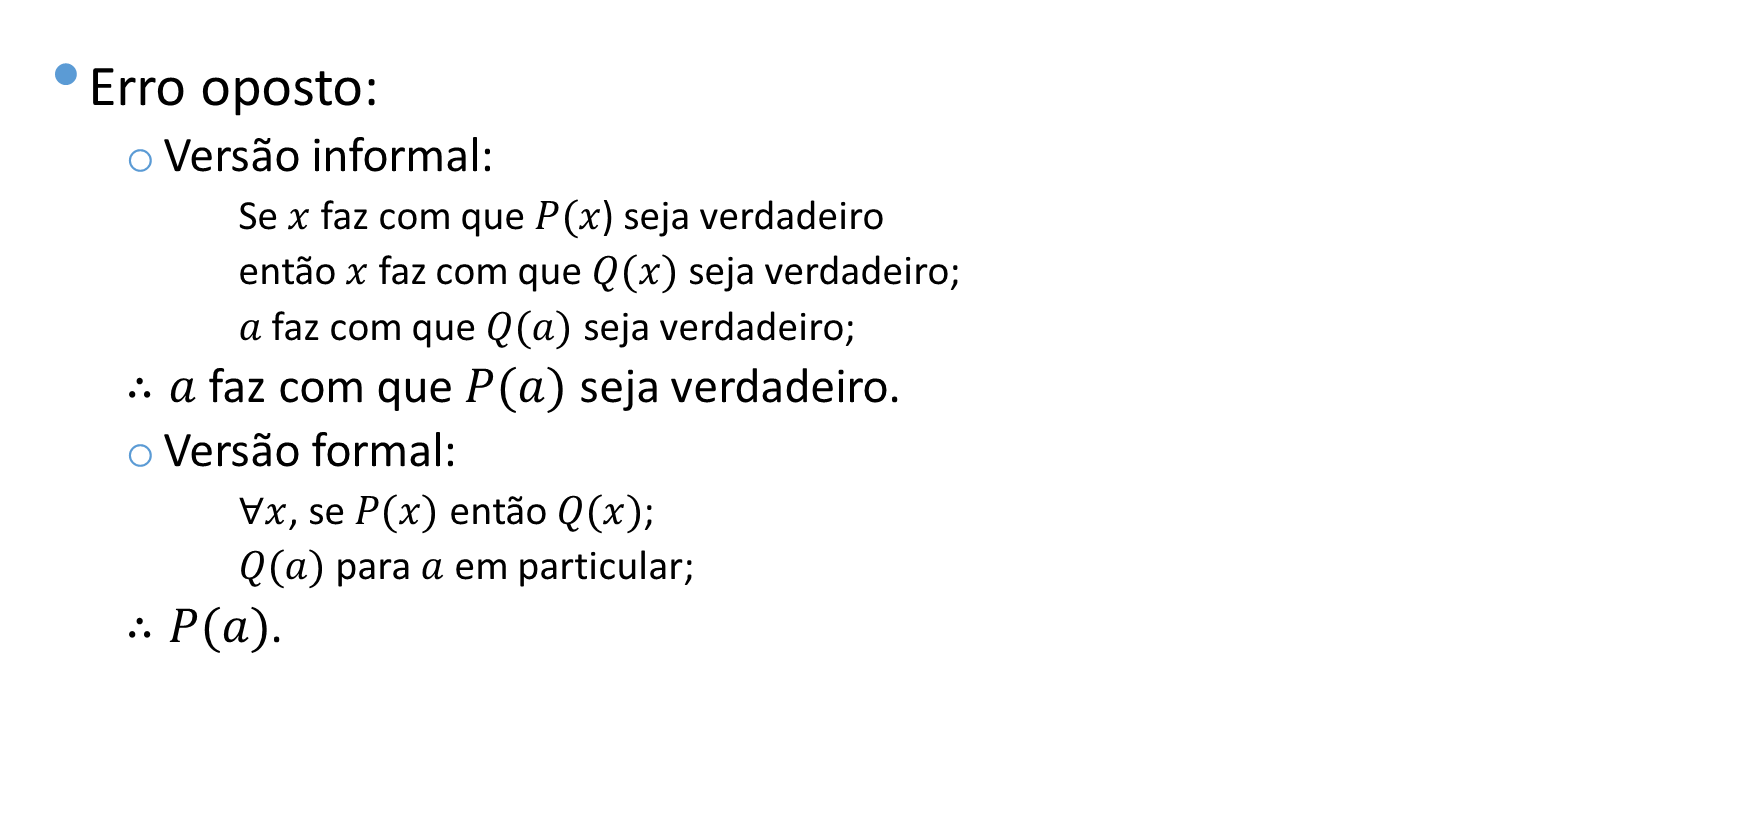 • Erro oposto:
○ Versão informal:
Se x faz com que P(x) seja verdadeiro
então x faz com que Q(x) seja verdadeiro;
a faz com que Q(a) seja verdadeiro;
∴ a faz com que P(a) seja verdadeiro.
○ Versão formal:
∀x, se P(x) então Q(x);
Q(a) para a em particular;
∴ P(a).